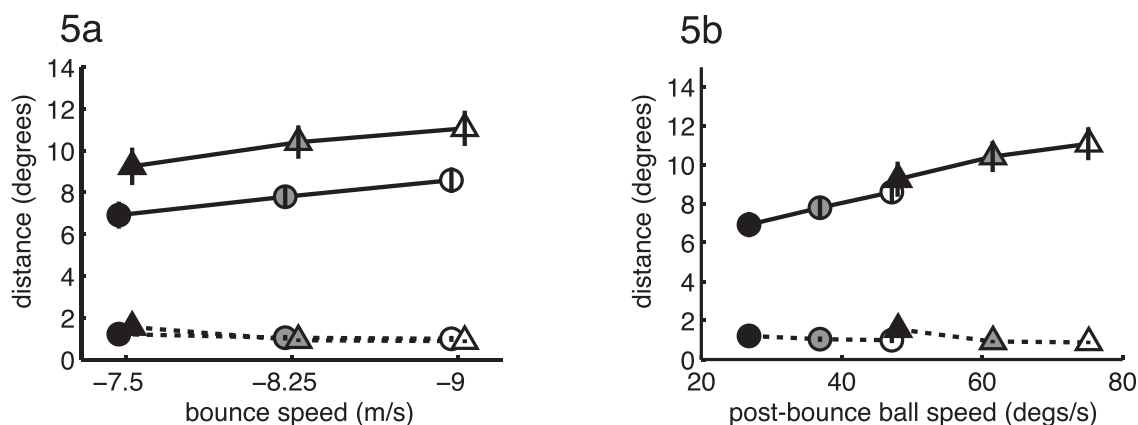 5a
distance (degrees)
14
12
10
8
6
4
2
0
−7.5 −8.25 −9
bounce speed (m/s)
5b
distance (degrees)
14
12
10
8
6
4
2
0
20 40 60 80
post-bounce ball speed (degs/s)